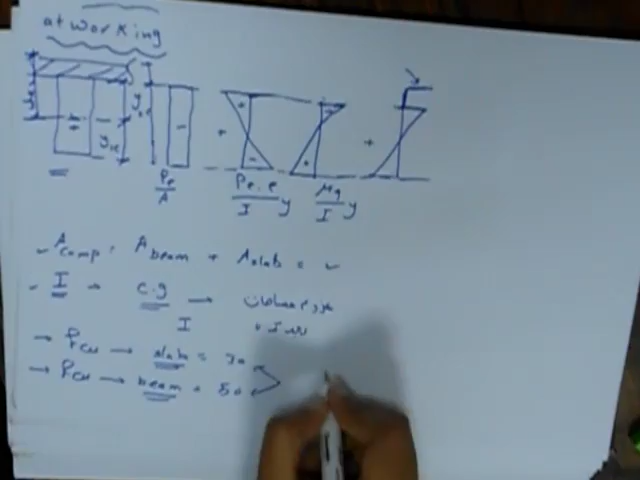 at working
y
y
Pe/A
+
Pe.e/I y
Mg/I y
+
A comp = A beam + A slab = ✓
I → c.g →
I
→ Fcu → slab = 30
→ Fcu → beam = 50